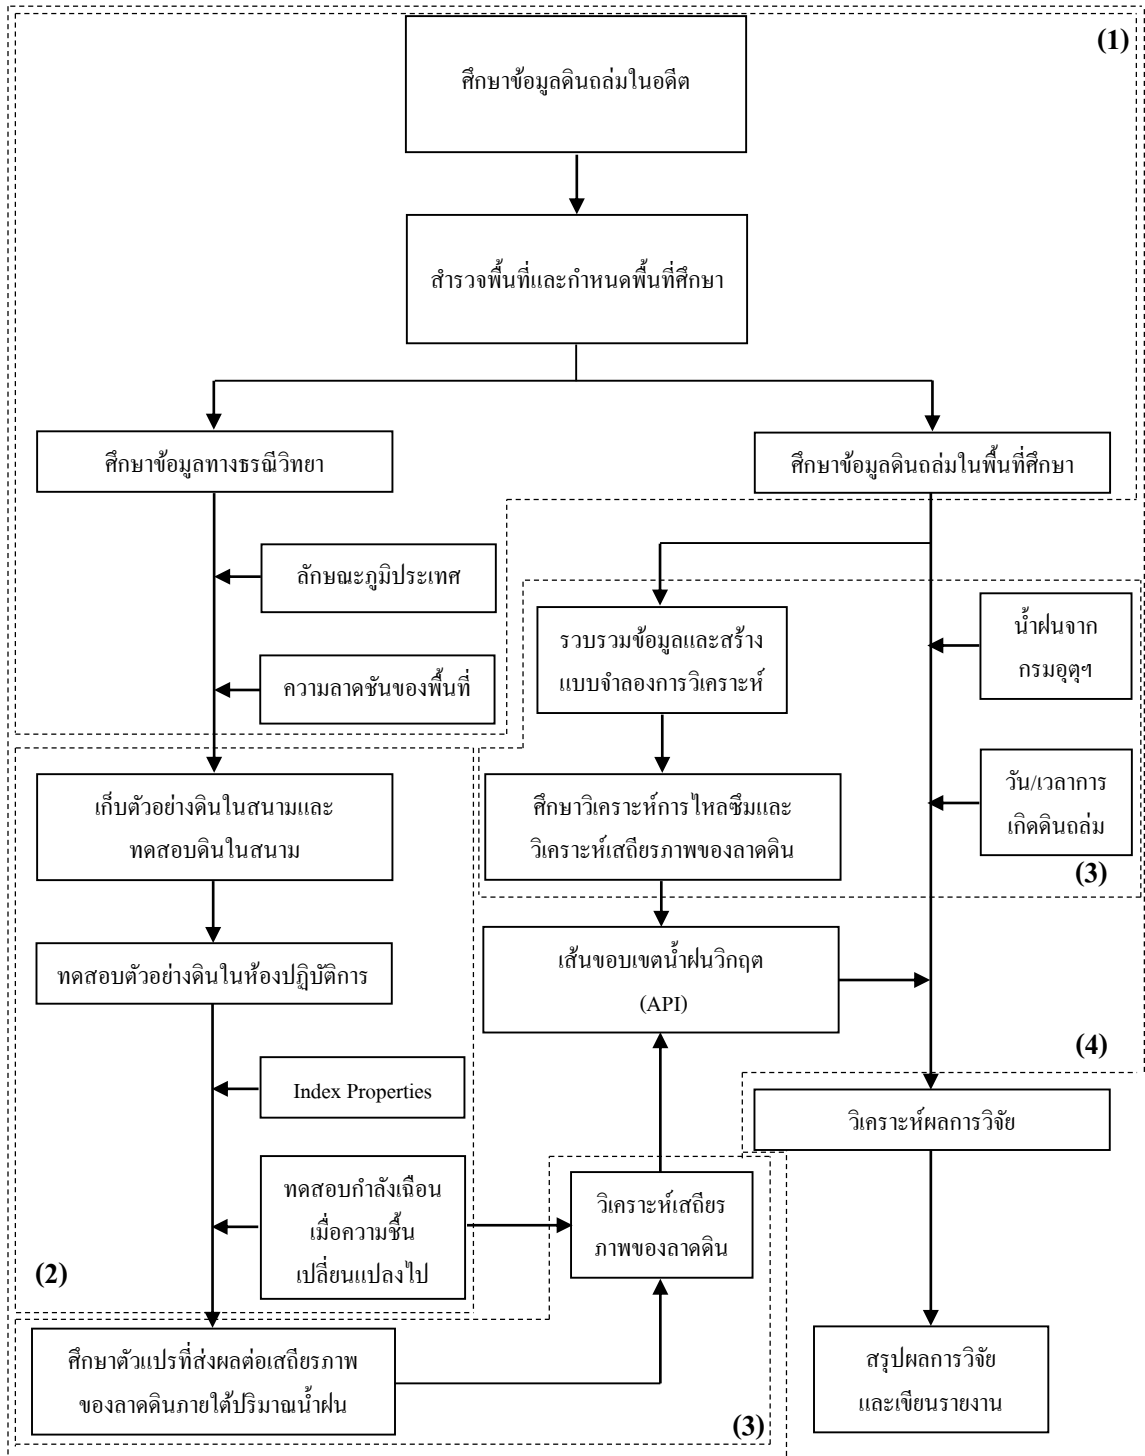 (1)
ศึกษาข้อมูลดินถล่มในอดีต
สำรวจพื้นที่และกำหนดพื้นที่ศึกษา
ศึกษาข้อมูลทางธรณีวิทยา
ศึกษาข้อมูลดินถล่มในพื้นที่ศึกษา
ลักษณะภูมิประเทศ
ความลาดชันของพื้นที่
รวบรวมข้อมูลและสร้าง
แบบจำลองการวิเคราะห์
น้ำฝนจาก
กรมอุตุฯ
เก็บตัวอย่างดินในสนามและ
ทดสอบดินในสนาม
ศึกษาวิเคราะห์การไหลซึมและ
วิเคราะห์เสถียรภาพของลาดดิน
วัน/เวลาการ
เกิดดินถล่ม
(3)
ทดสอบตัวอย่างดินในห้องปฏิบัติการ
เส้นขอบเขตน้ำฝนวิกฤต
(API)
(4)
Index Properties
วิเคราะห์ผลการวิจัย
ทดสอบกำลังเฉือน
เมื่อความชื้น
เปลี่ยนแปลงไป
วิเคราะห์เสถียร
ภาพของลาดดิน
(2)
ศึกษาตัวแปรที่ส่งผลต่อเสถียรภาพ
ของลาดดินภายใต้ปริมาณน้ำฝน
สรุปผลการวิจัย
และเขียนรายงาน
(3)